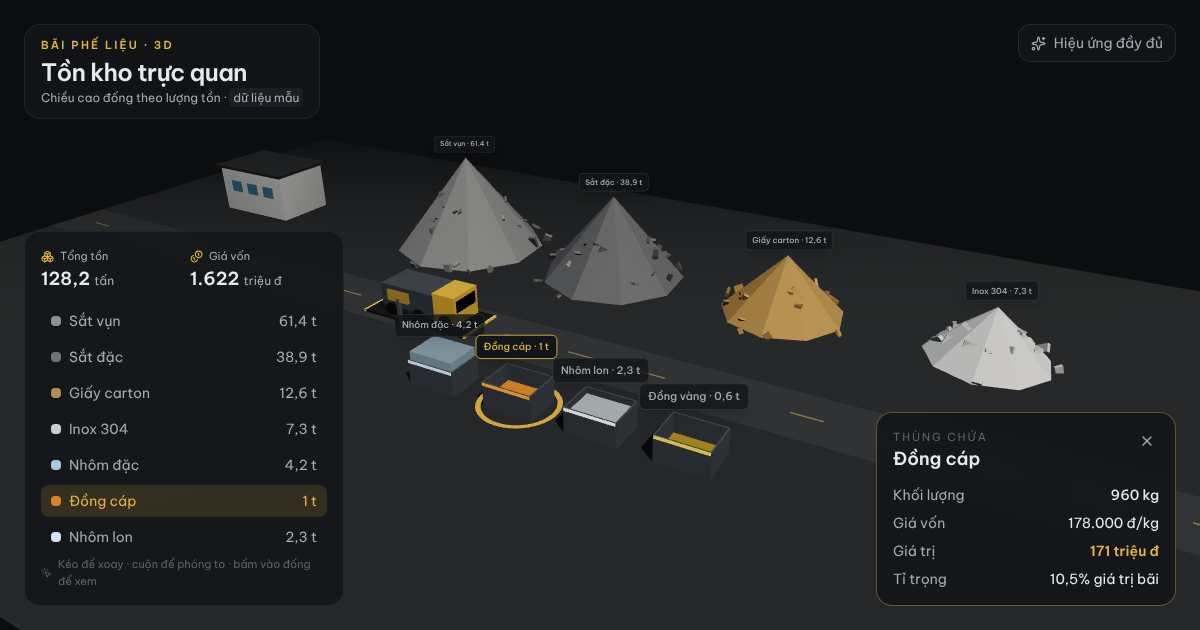 BÃI PHẾ LIỆU · 3D
Tồn kho trực quan
Chiều cao đống theo lượng tồn · dữ liệu mẫu
Hiệu ứng đầy đủ
Sắt vụn · 61,4 t
Sắt đặc · 38,9 t
Giấy carton · 12,6 t
Inox 304 · 7,3 t
Nhôm đặc · 4,2 t
Đồng cáp · 1 t
Nhôm lon · 2,3 t
Đồng vàng · 0,6 t
Tổng tồn
128,2 tấn
Giá vốn
1.622 triệu đ
Sắt vụn 61,4 t
Sắt đặc 38,9 t
Giấy carton 12,6 t
Inox 304 7,3 t
Nhôm đặc 4,2 t
Đồng cáp 1 t
Nhôm lon 2,3 t
Kéo để xoay · cuộn để phóng to · bấm vào đống
để xem
THÙNG CHỨA
Đồng cáp
Khối lượng 960 kg
Giá vốn 178.000 đ/kg
Giá trị 171 triệu đ
Tỉ trọng 10,5% giá trị bãi